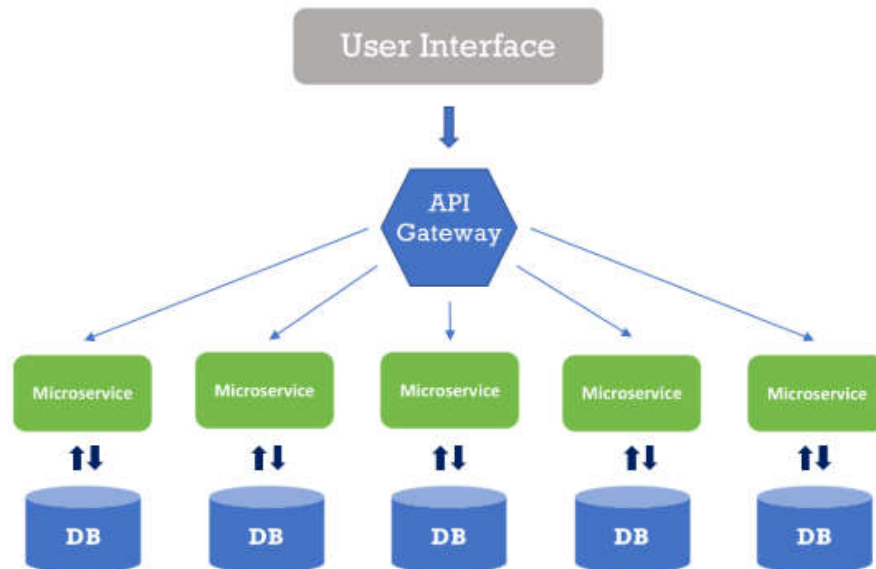 User Interface
API
Gateway
Microservice
Microservice
Microservice
Microservice
Microservice
DB
DB
DB
DB
DB